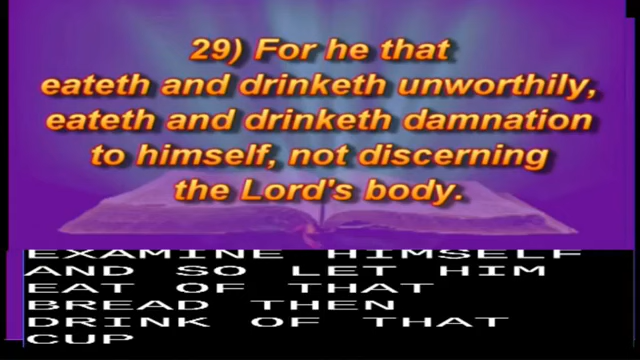 29) For he that
eateth and drinketh unworthily,
eateth and drinketh damnation
to himself, not discerning
the Lord's body.
EXAMINE HIMSELF
AND SO LET HIM
EAT OF THAT
BREAD THEN
DRINK OF THAT
CUP